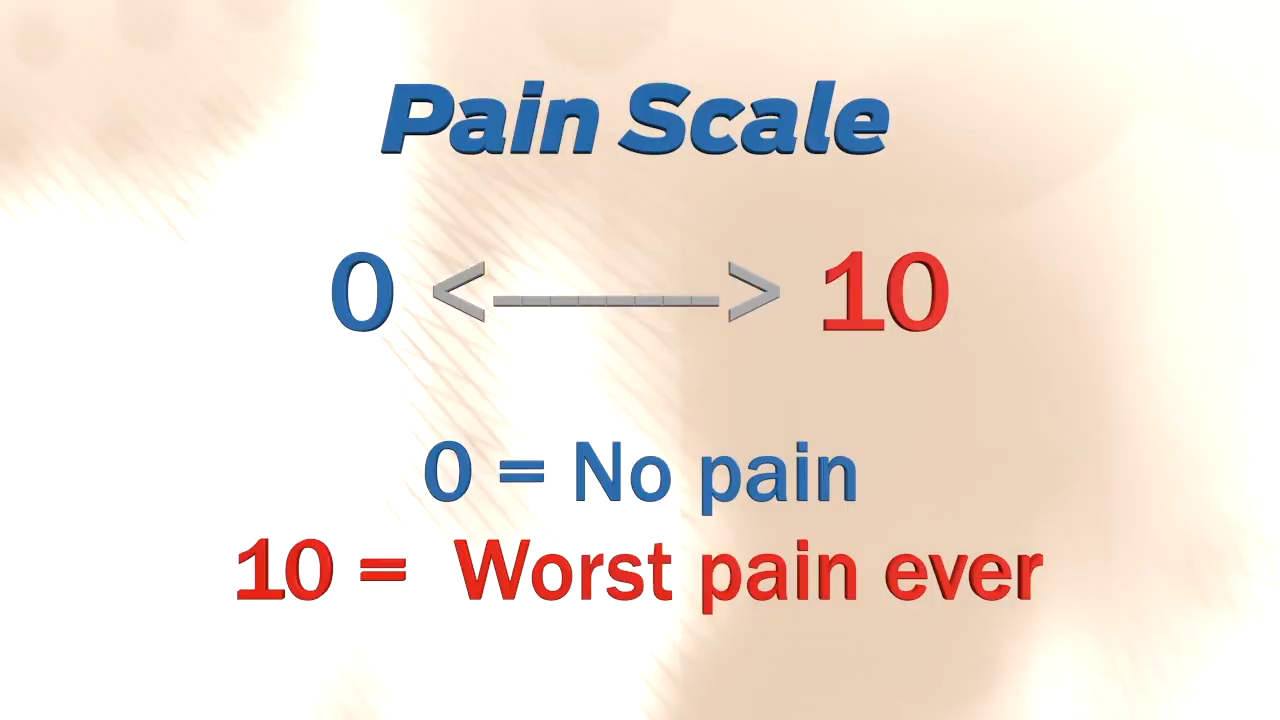 Pain Scale
0 <--------> 10
0 = No pain
10 = Worst pain ever